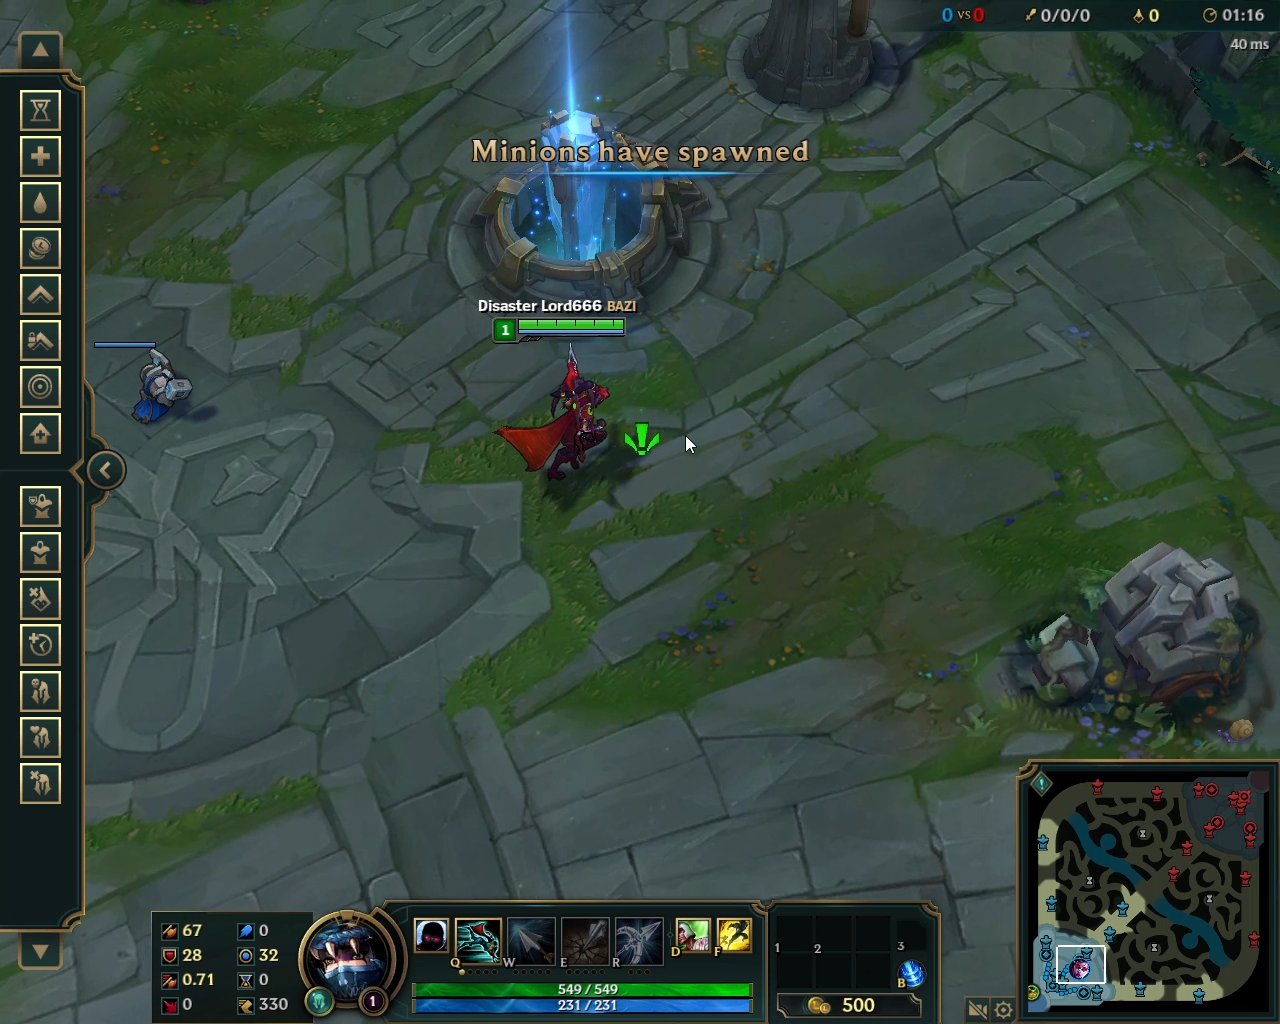 0 vs 0 0/0/0 0 01:16
40 ms
Minions have spawned
Disaster Lord666 BAZI
1
67 0
28 32
0.71 0
0 330
1
Q W E R D F
549 / 549
231 / 231
1 2 3
B
500